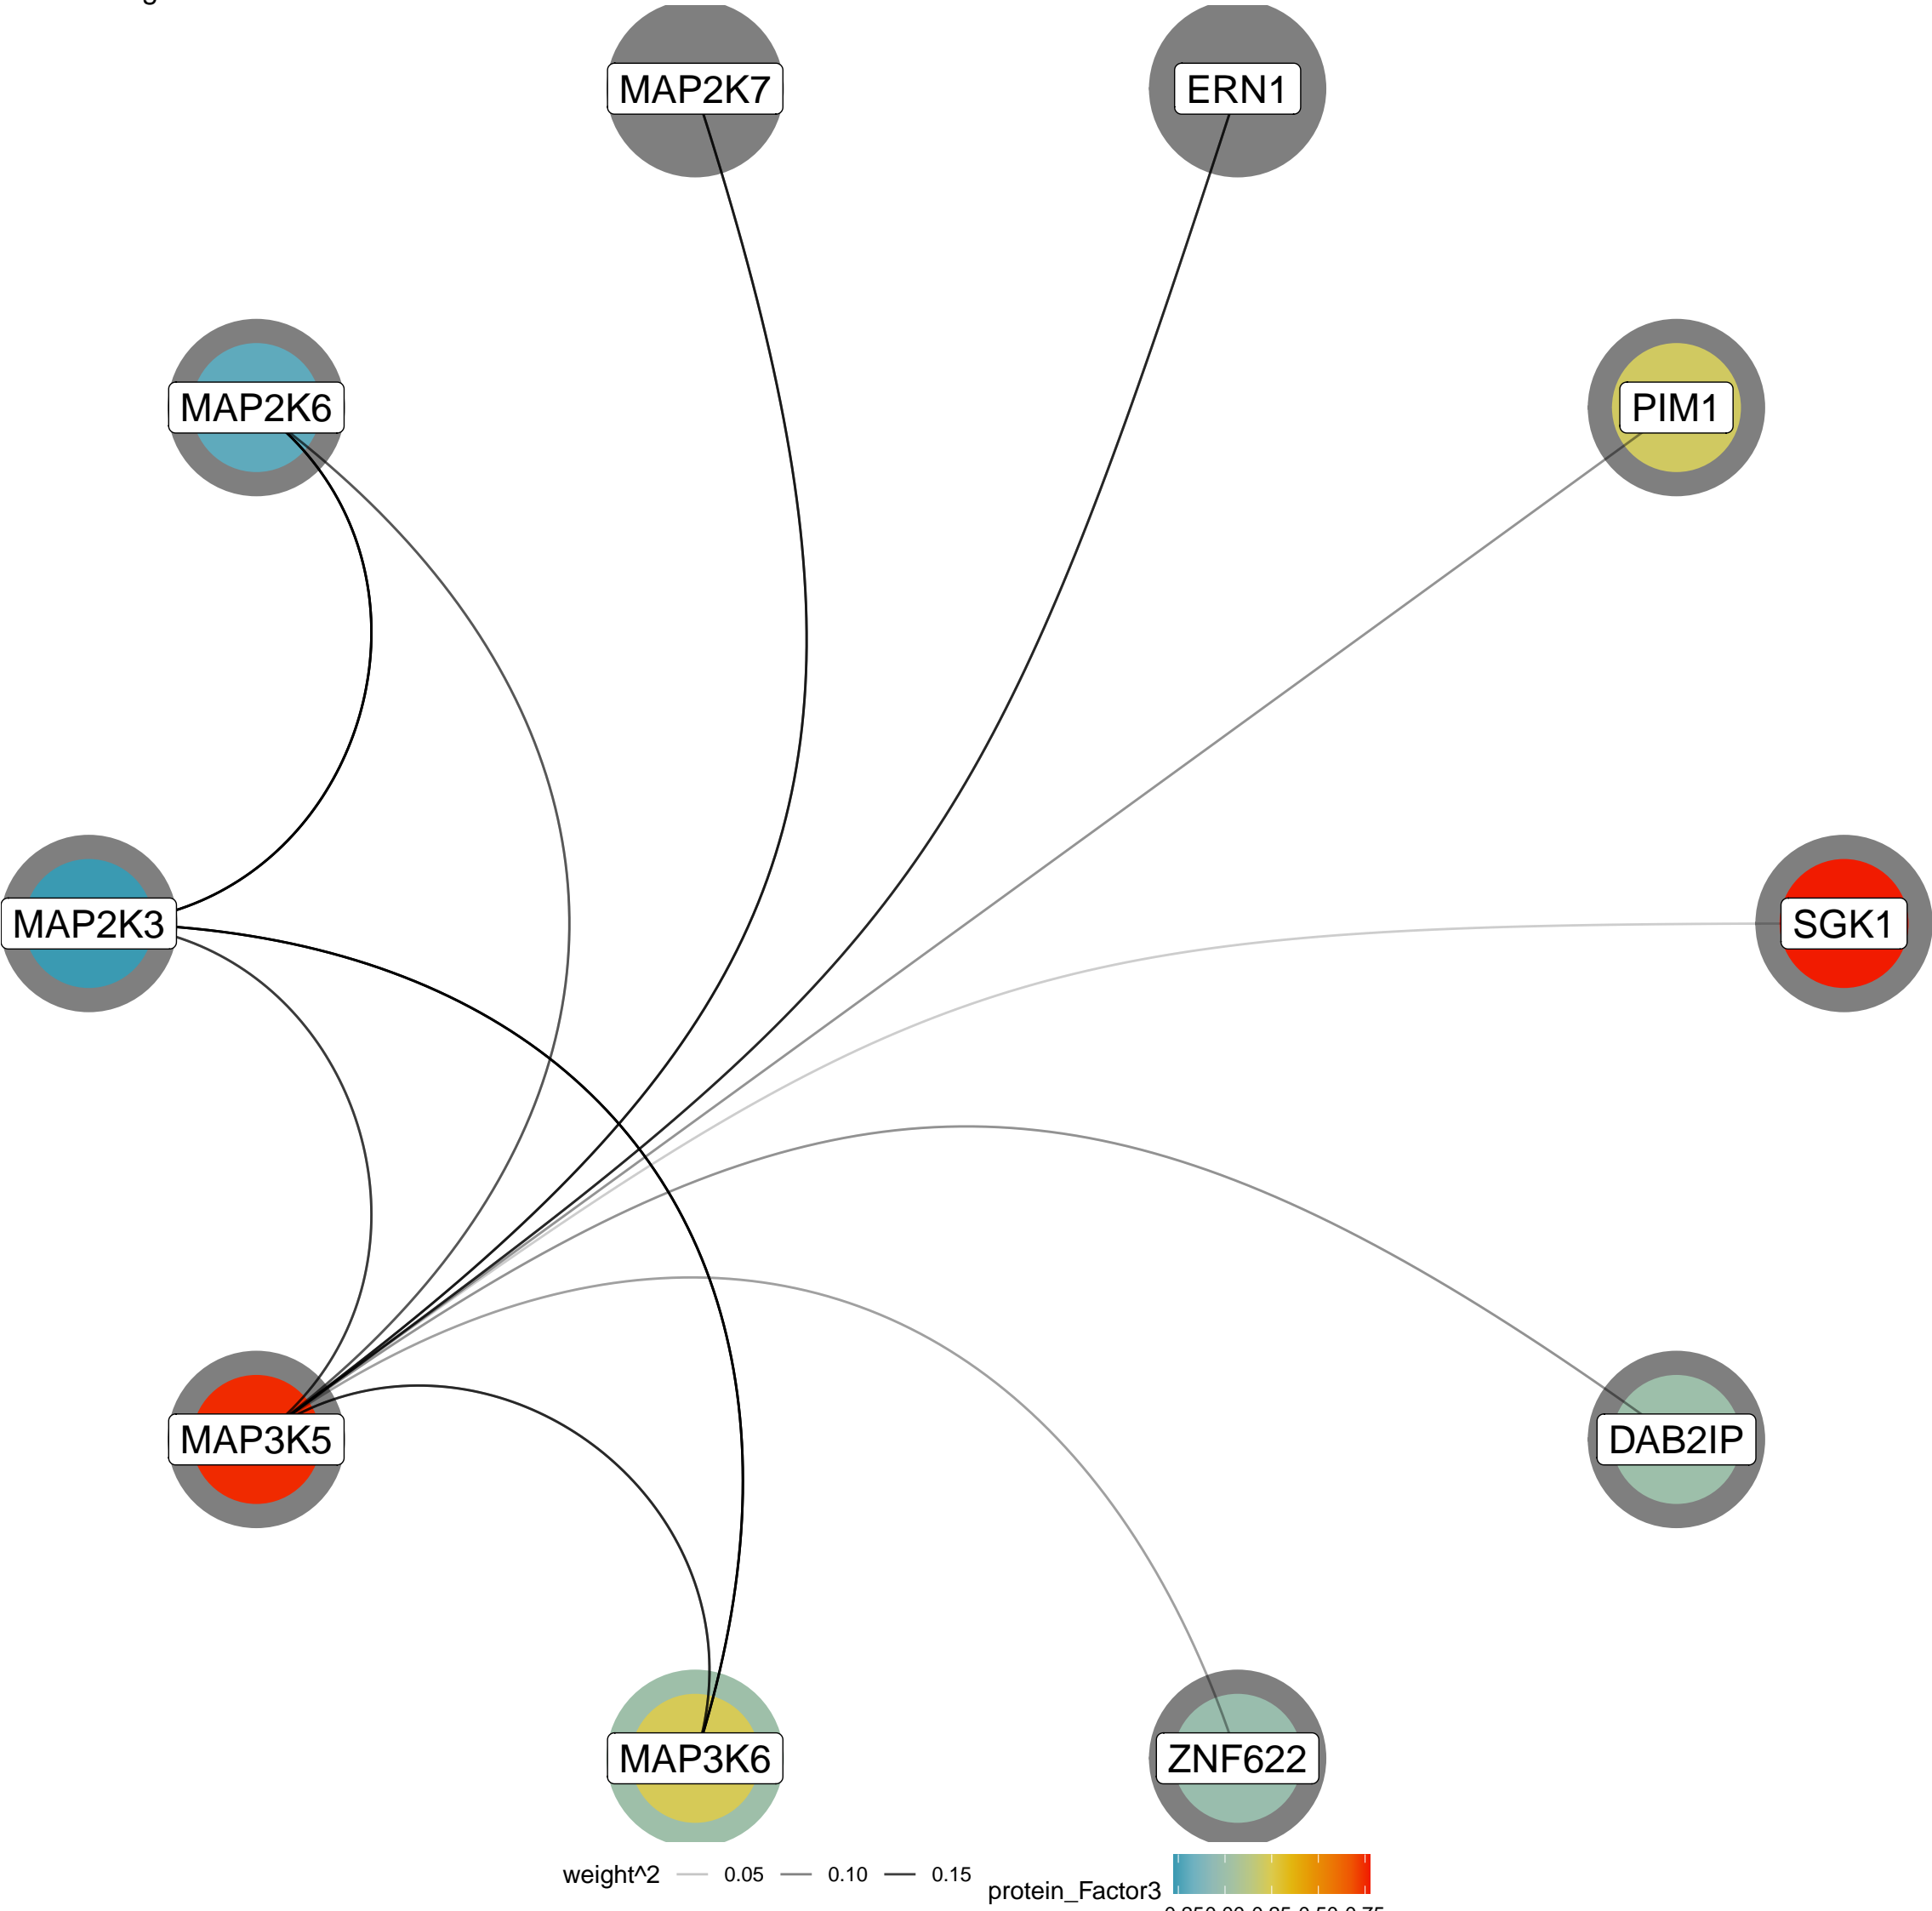 MAP2K7
ERN1
MAP2K6
PIM1
MAP2K3
SGK1
MAP3K5
DAB2IP
MAP3K6
ZNF622
weight^2 0.05 0.10 0.15
protein_Factor3